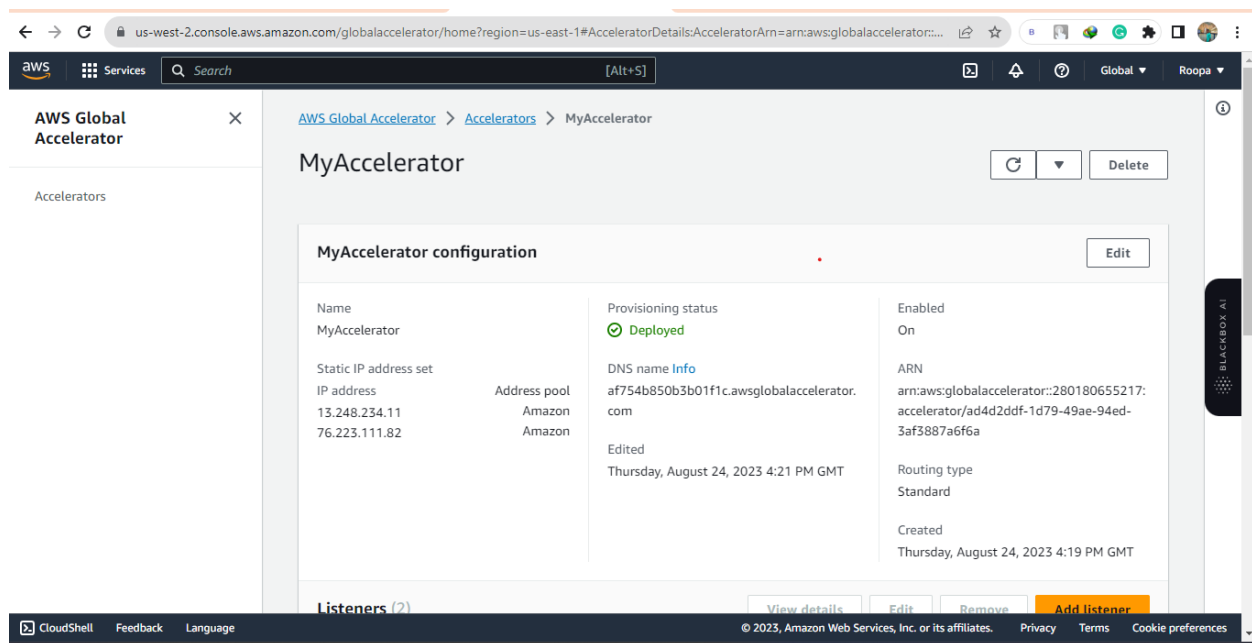 us-west-2.console.aws.amazon.com/globalaccelerator/home?region=us-east-1#AcceleratorDetails:AcceleratorArn=arn:aws:globalaccelerator::...
B
aws
Services
Search
[Alt+S]
Global
Roopa
AWS Global
Accelerator
Accelerators
AWS Global Accelerator > Accelerators > MyAccelerator
MyAccelerator
Delete
MyAccelerator configuration
Edit
Name
MyAccelerator
Static IP address set
IP address Address pool
13.248.234.11 Amazon
76.223.111.82 Amazon
Provisioning status
Deployed
DNS name Info
af754b850b3b01f1c.awsglobalaccelerator.
com
Edited
Thursday, August 24, 2023 4:21 PM GMT
Enabled
On
ARN
arn:aws:globalaccelerator::280180655217:
accelerator/ad4d2ddf-1d79-49ae-94ed-
3af3887a6f6a
Routing type
Standard
Created
Thursday, August 24, 2023 4:19 PM GMT
BLACKBOX AI
Listeners (2)
View details
Edit
Remove
Add listener
CloudShell
Feedback
Language
© 2023, Amazon Web Services, Inc. or its affiliates.
Privacy
Terms
Cookie preferences